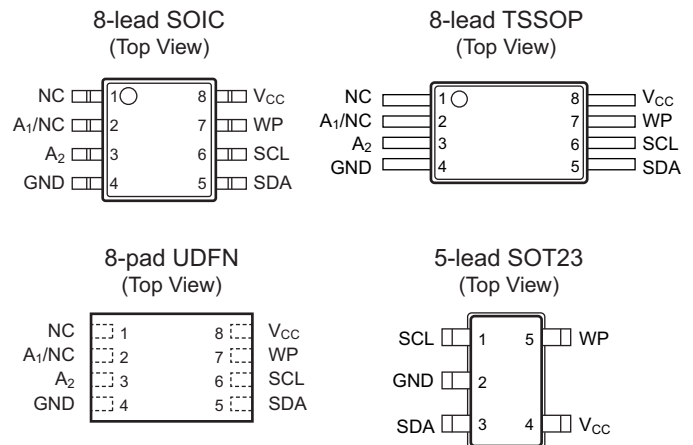 8-lead SOIC
(Top View)
NC 1 8 VCC
A1/NC 2 7 WP
A2 3 6 SCL
GND 4 5 SDA
8-lead TSSOP
(Top View)
NC 1 8 VCC
A1/NC 2 7 WP
A2 3 6 SCL
GND 4 5 SDA
8-pad UDFN
(Top View)
NC 1 8 VCC
A1/NC 2 7 WP
A2 3 6 SCL
GND 4 5 SDA
5-lead SOT23
(Top View)
SCL 1 5 WP
GND 2
SDA 3 4 VCC